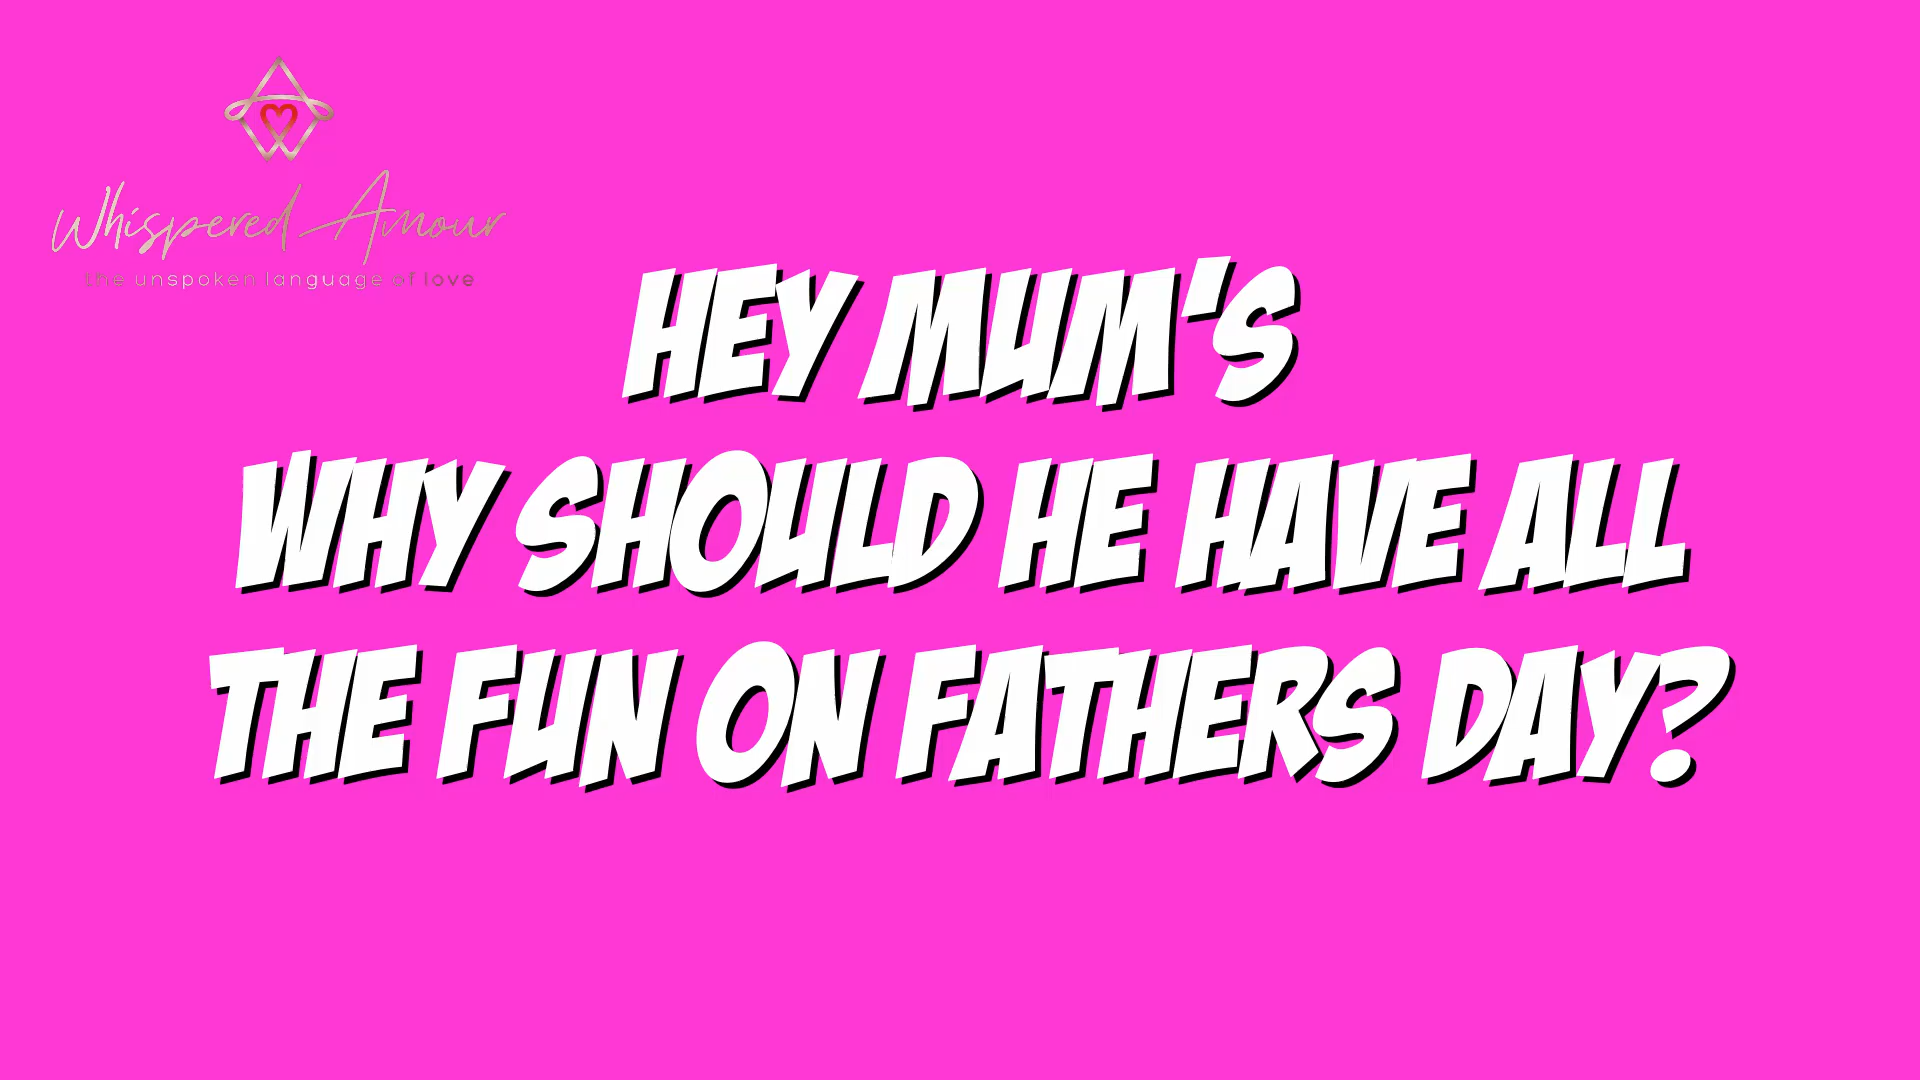 Whispered Amour
the unspoken language of love
HEY MUM'S
WHY SHOULD HE HAVE ALL
THE FUN ON FATHERS DAY?